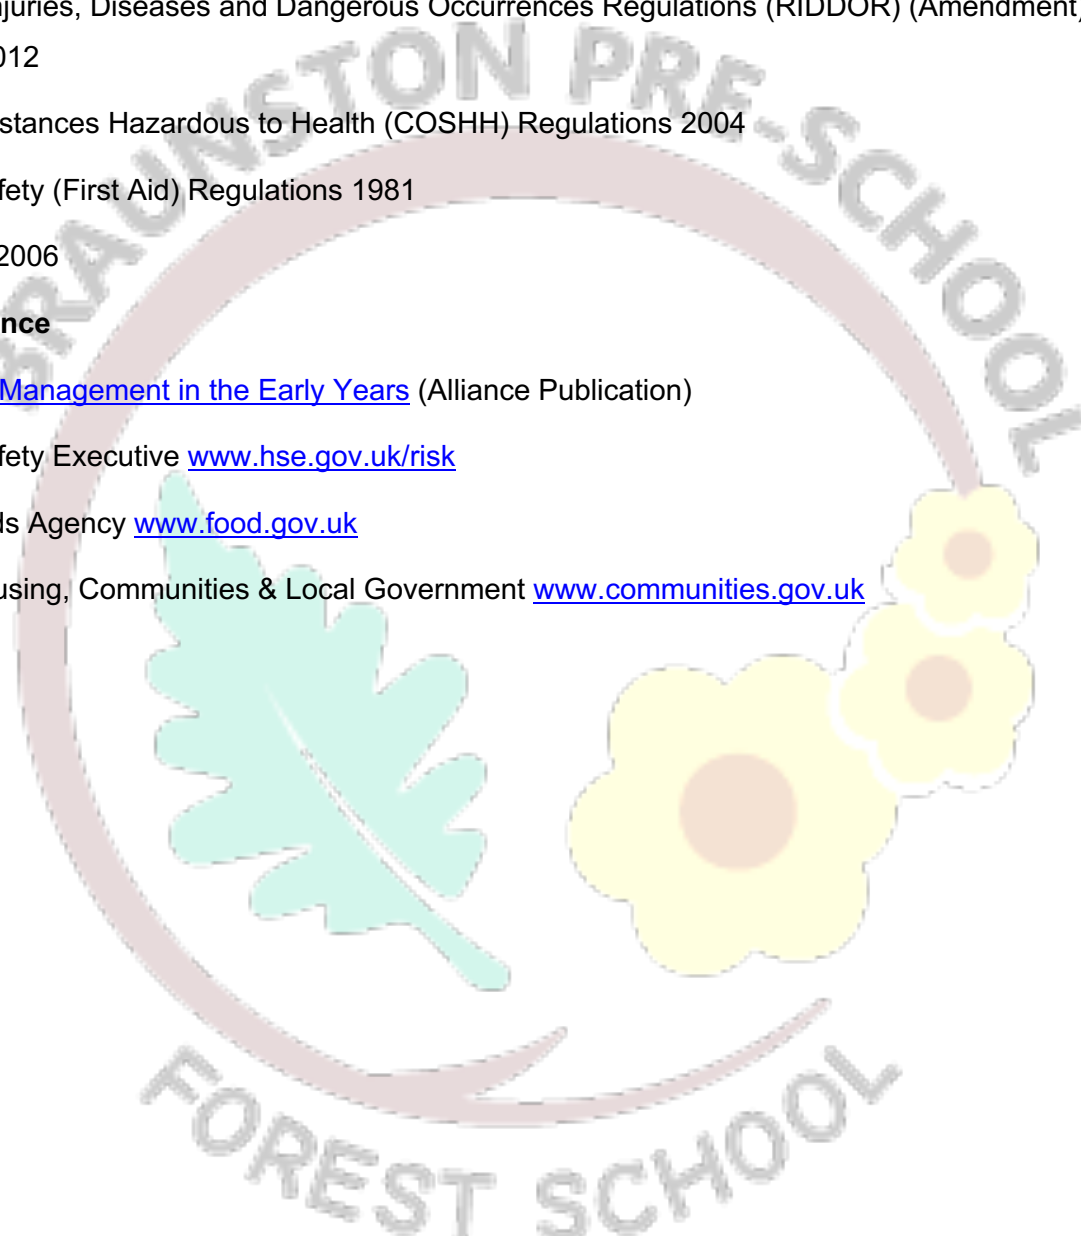 njuries, Diseases and Dangerous Occurrences Regulations (RIDDOR) (Amendment)
012
stances Hazardous to Health (COSHH) Regulations 2004
fety (First Aid) Regulations 1981
2006
nce
Management in the Early Years (Alliance Publication)
fety Executive www.hse.gov.uk/risk
ds Agency www.food.gov.uk
using, Communities & Local Government www.communities.gov.uk
BRAUNSTON PRE-SCHOOL
FOREST SCHOOL